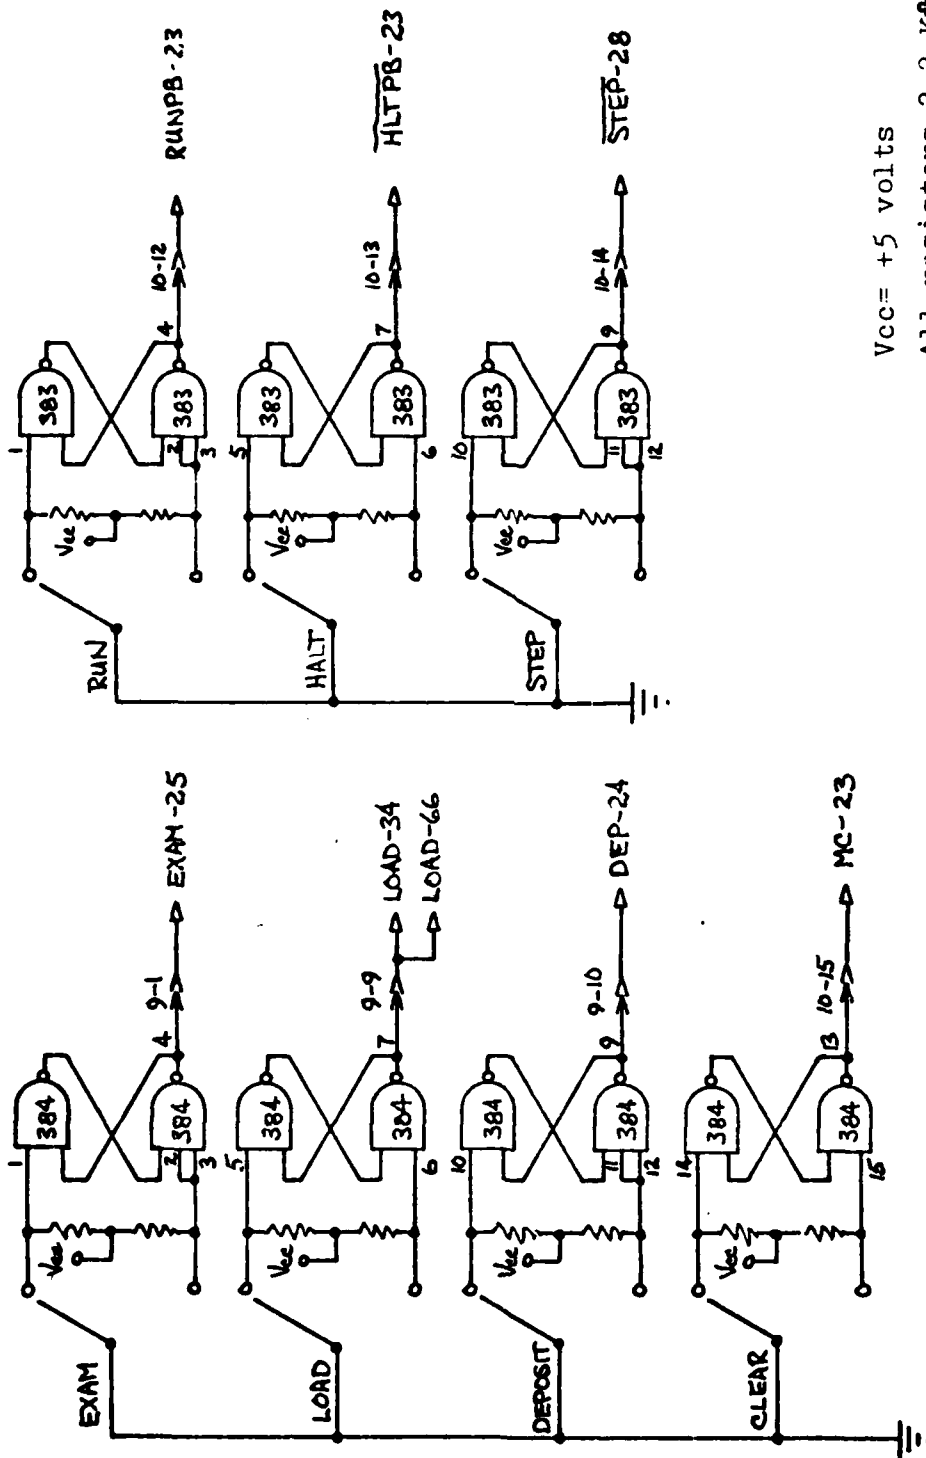 EXAM
Vcc
1
2
3
384
384
4
9-1
EXAM-25
LOAD
Vcc
5
6
384
384
7
9-9
LOAD-34
LOAD-66
DEPOSIT
Vcc
10
11
12
384
384
9
9-10
DEP-24
CLEAR
Vcc
14
15
384
384
13
10-15
MC-23
RUN
Vcc
1
2
3
383
383
4
10-12
RUNPB-23
HALT
Vcc
5
6
383
383
7
10-13
HLTPB-23
STEP
Vcc
10
11
12
383
383
9
10-14
STEP-28
Vcc= +5 volts
All resistors